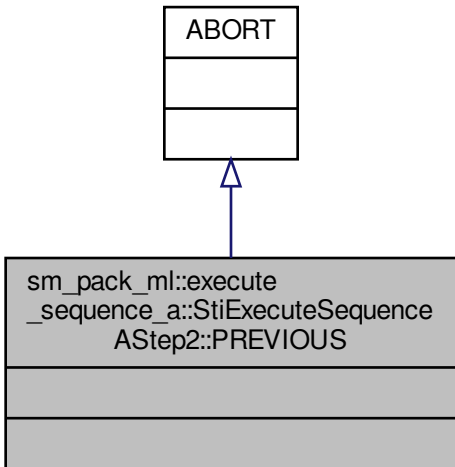 ABORT
sm_pack_ml::execute
_sequence_a::StiExecuteSequence
AStep2::PREVIOUS